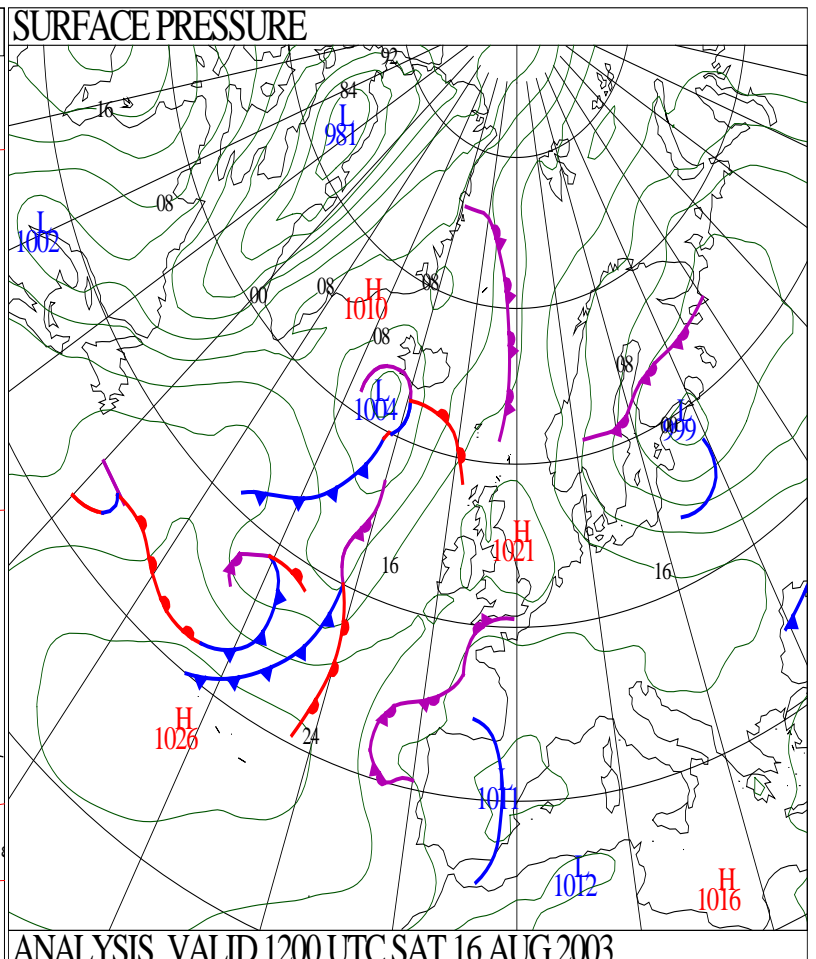 SURFACE PRESSURE
92
84
L
981
16
08
L
1002
00
08
H
1010
08
08
L
1004
08
L
999
H
1021
16
16
H
1026
24
L
1011
L
1012
H
1016
ANALYSIS VALID 1200 UTC SAT 16 AUG 2003